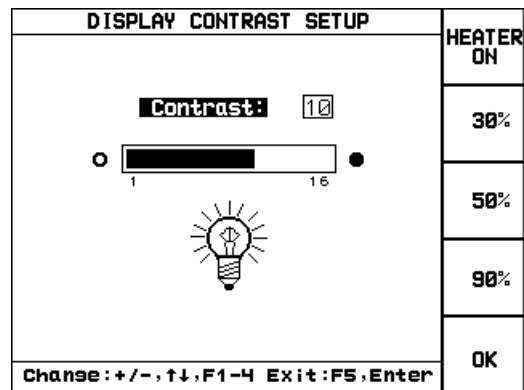 DISPLAY CONTRAST SETUP
HEATER
ON
Contrast: 10
30%
1 16
50%
90%
OK
Change:+/-,↑↓,F1-4 Exit:F5,Enter